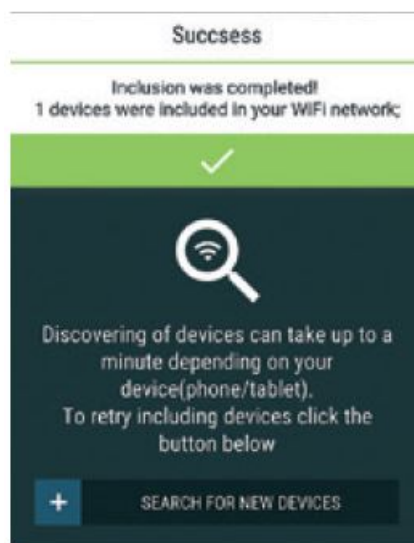 Succsess
Inclusion was completed!
1 devices were included in your WiFi network;
Discovering of devices can take up to a
minute depending on your
device(phone/tablet).
To retry including devices click the
button below
+ SEARCH FOR NEW DEVICES